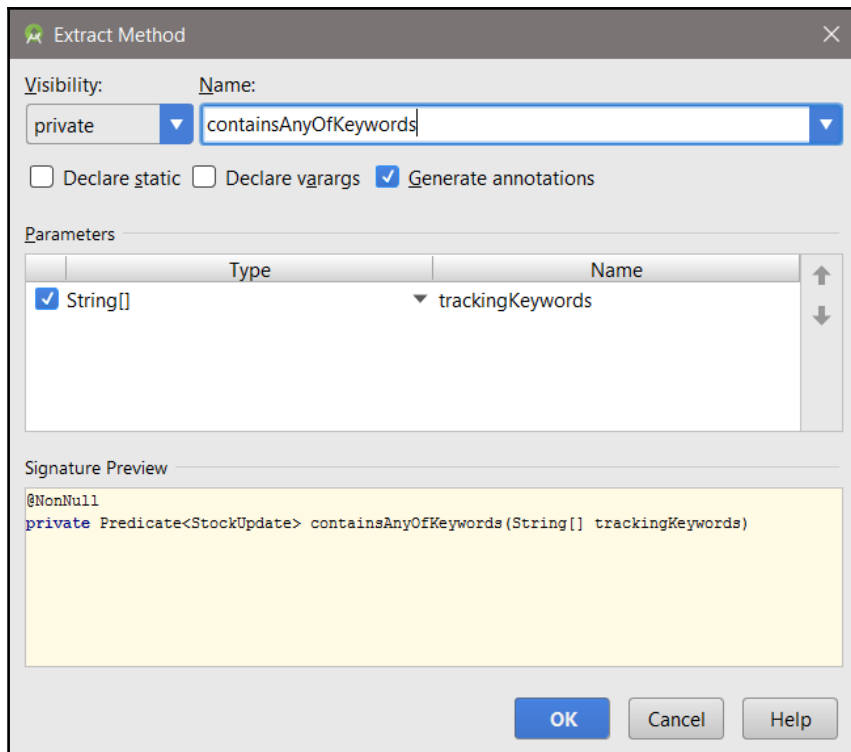 Extract Method
Visibility: Name:
private containsAnyOfKeywords
Declare static Declare varargs Generate annotations
Parameters
Type Name
String[] trackingKeywords
Signature Preview
@NonNull
private Predicate<StockUpdate> containsAnyOfKeywords(String[] trackingKeywords)
OK Cancel Help